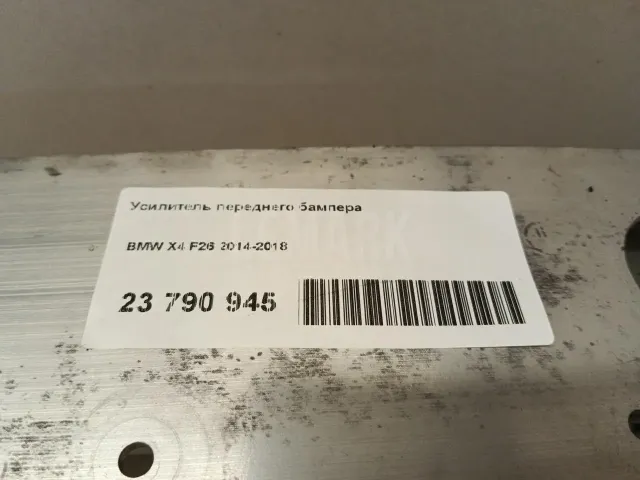 Усилитель переднего бампера
BMW X4 F26 2014-2018
23 790 945